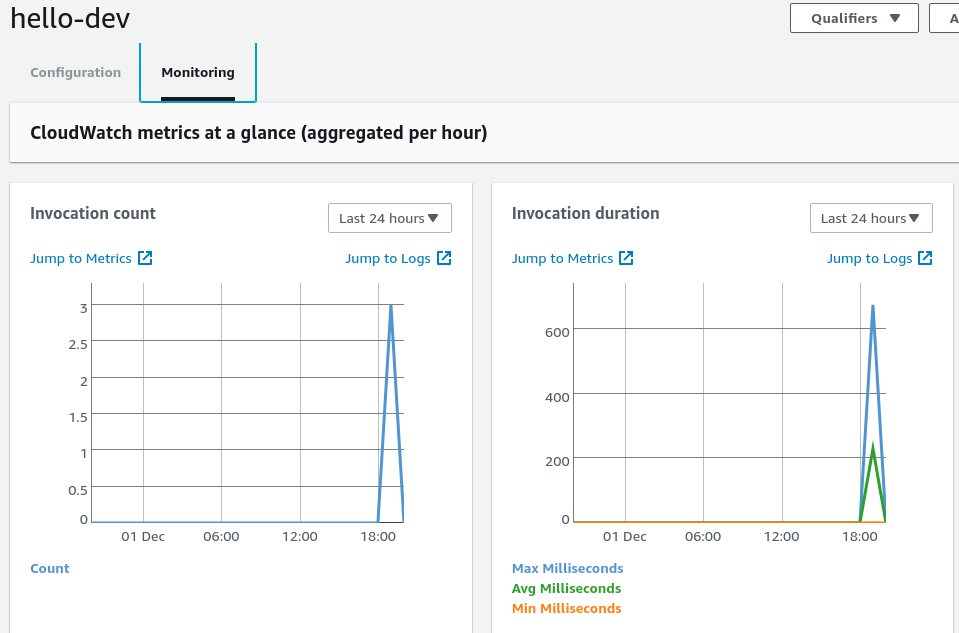 hello-dev
Qualifiers ▼
A
Configuration
Monitoring
CloudWatch metrics at a glance (aggregated per hour)
Invocation count
Last 24 hours▼
Jump to Metrics
Jump to Logs
3
2.5
2
1.5
1
0.5
0
01 Dec 06:00 12:00 18:00
Count
Invocation duration
Last 24 hours▼
Jump to Metrics
Jump to Logs
600
400
200
0
01 Dec 06:00 12:00 18:00
Max Milliseconds
Avg Milliseconds
Min Milliseconds